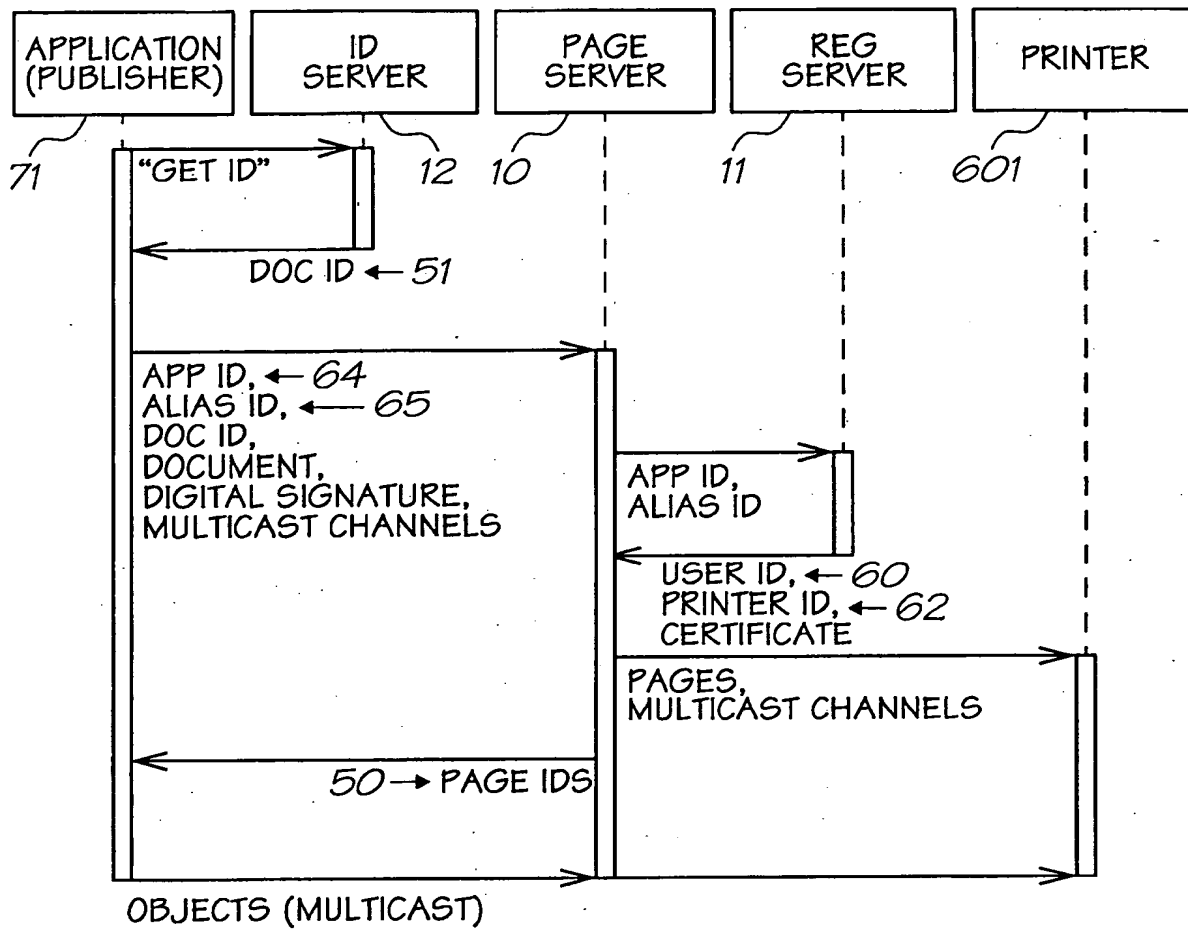 APPLICATION
(PUBLISHER)
ID
SERVER
PAGE
SERVER
REG
SERVER
PRINTER
71
12
10
11
601
"GET ID"
DOC ID ← 51
APP ID, ← 64
ALIAS ID, ← 65
DOC ID,
DOCUMENT,
DIGITAL SIGNATURE,
MULTICAST CHANNELS
APP ID,
ALIAS ID
USER ID, ← 60
PRINTER ID, ← 62
CERTIFICATE
PAGES,
MULTICAST CHANNELS
50 → PAGE IDS
OBJECTS (MULTICAST)